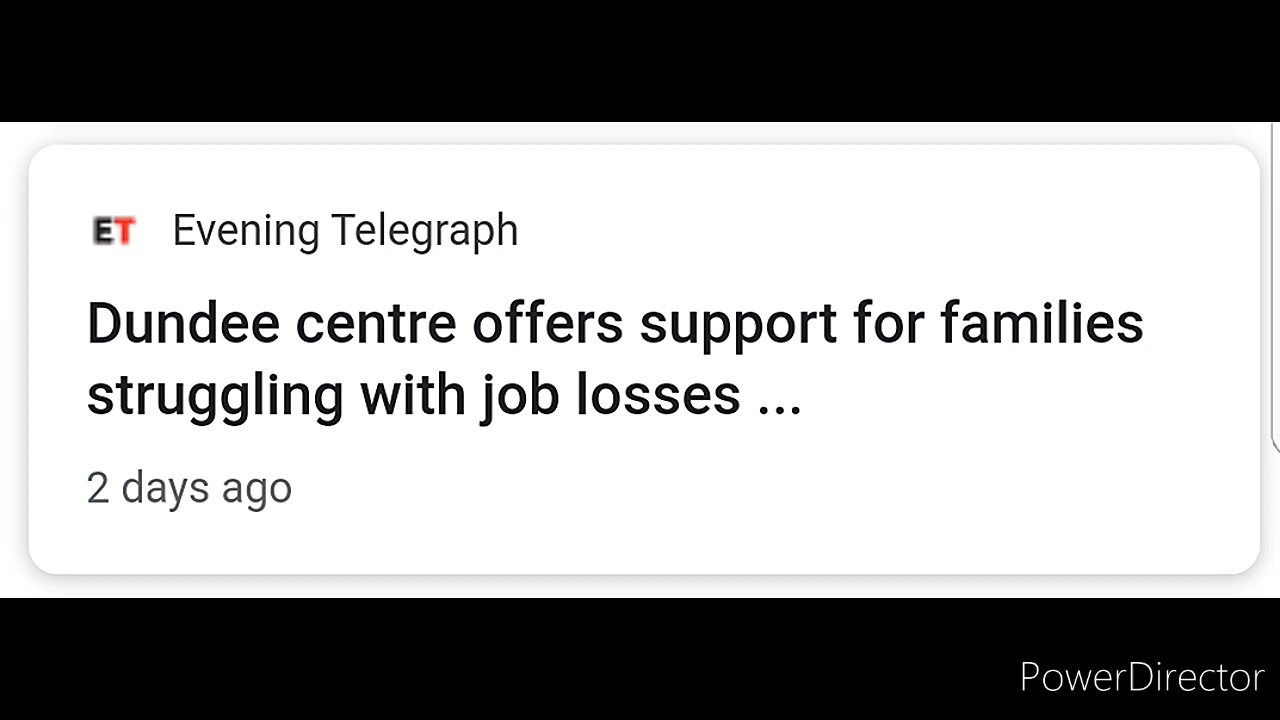 ET Evening Telegraph
Dundee centre offers support for families
struggling with job losses ...
2 days ago
PowerDirector